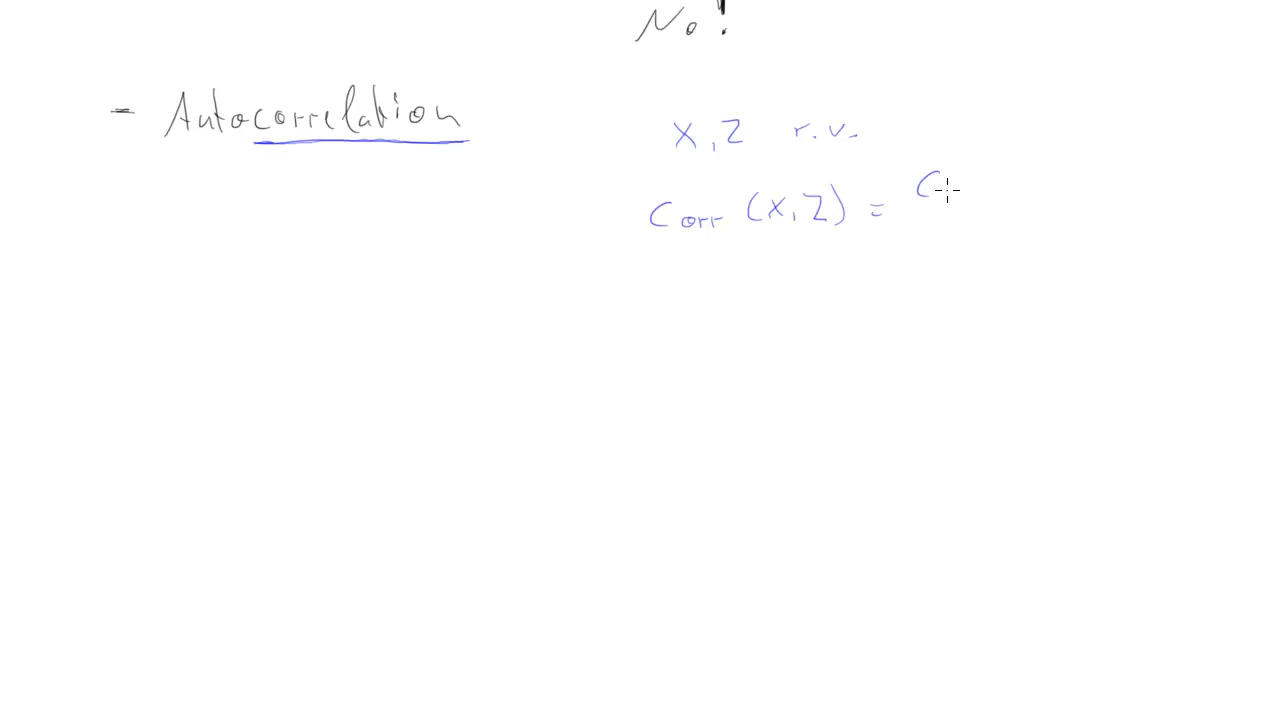 No!
- Autocorrelation
X, Z r.v.
Corr (X, Z) = C